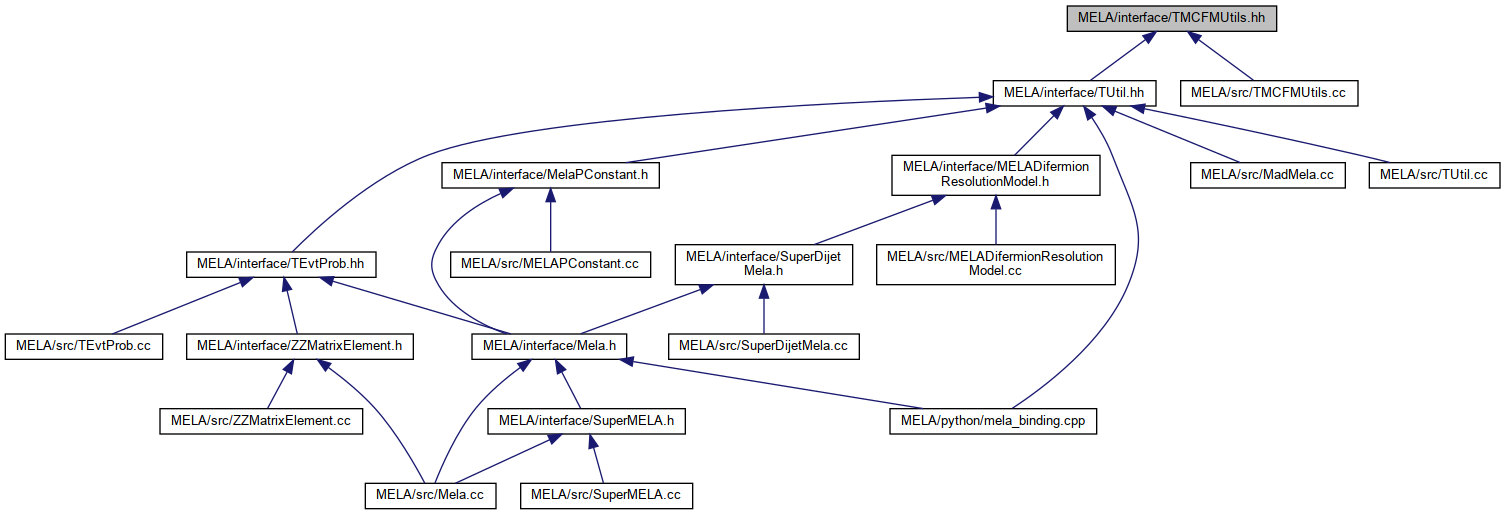 MELA/interface/TMCFMUtils.hh
MELA/interface/TUtil.hh
MELA/src/TMCFMUtils.cc
MELA/interface/MelaPConstant.h
MELA/interface/MELADifermion
ResolutionModel.h
MELA/src/MadMela.cc
MELA/src/TUtil.cc
MELA/interface/TEvtProb.hh
MELA/src/MELAPConstant.cc
MELA/interface/SuperDijet
Mela.h
MELA/src/MELADifermionResolution
Model.cc
MELA/src/TEvtProb.cc
MELA/interface/ZZMatrixElement.h
MELA/interface/Mela.h
MELA/src/SuperDijetMela.cc
MELA/src/ZZMatrixElement.cc
MELA/interface/SuperMELA.h
MELA/python/mela_binding.cpp
MELA/src/Mela.cc
MELA/src/SuperMELA.cc